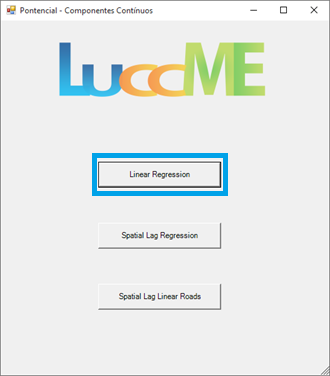 Pontencial - Componentes Contínuos
LuccME
Linear Regression
Spatial Lag Regression
Spatial Lag Linear Roads